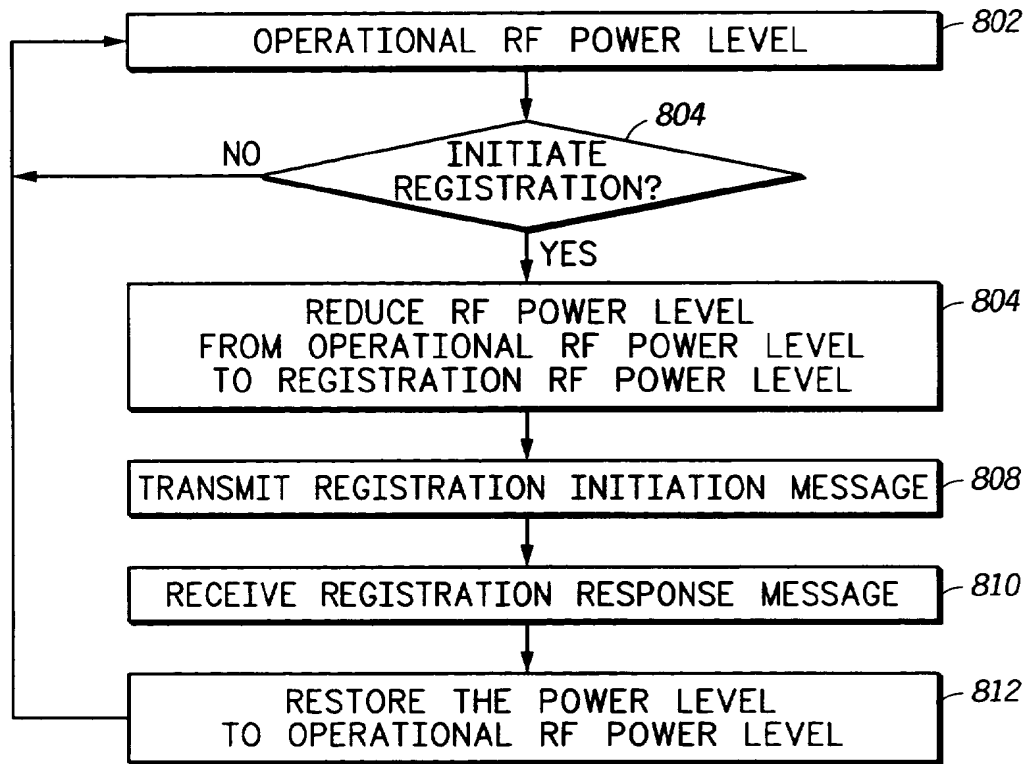 OPERATIONAL RF POWER LEVEL
802
804
INITIATE
REGISTRATION?
NO
YES
REDUCE RF POWER LEVEL
FROM OPERATIONAL RF POWER LEVEL
TO REGISTRATION RF POWER LEVEL
804
TRANSMIT REGISTRATION INITIATION MESSAGE
808
RECEIVE REGISTRATION RESPONSE MESSAGE
810
RESTORE THE POWER LEVEL
TO OPERATIONAL RF POWER LEVEL
812